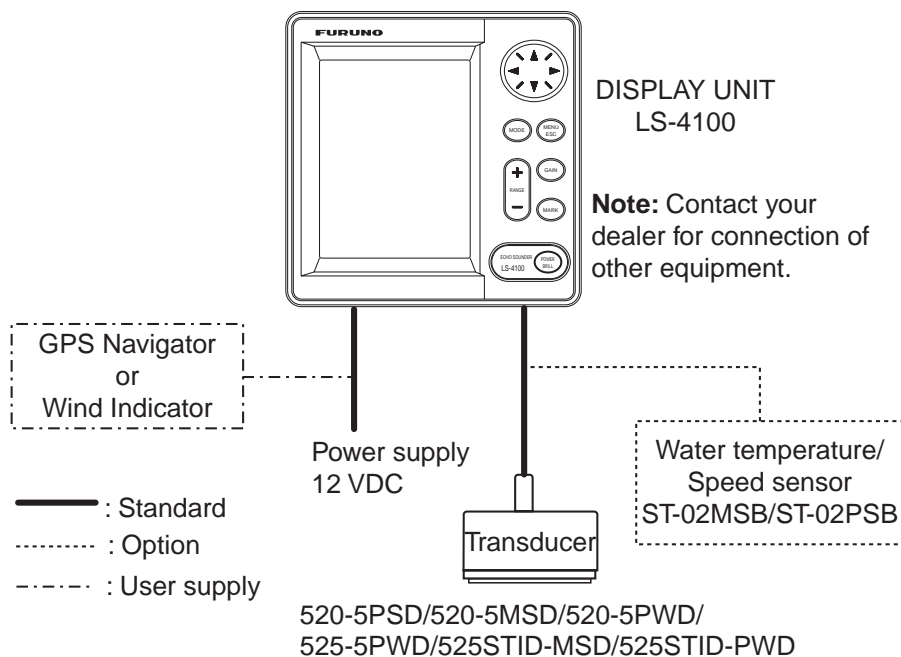 FURUNO
DISPLAY UNIT
LS-4100
MODE
MENU
ESC
+
RANGE
−
GAIN
MARK
ECHO SOUNDER
LS-4100
POWER
BRILL
Note: Contact your
dealer for connection of
other equipment.
GPS Navigator
or
Wind Indicator
Power supply
12 VDC
Water temperature/
Speed sensor
ST-02MSB/ST-02PSB
: Standard
: Option
: User supply
Transducer
520-5PSD/520-5MSD/520-5PWD/
525-5PWD/525STID-MSD/525STID-PWD